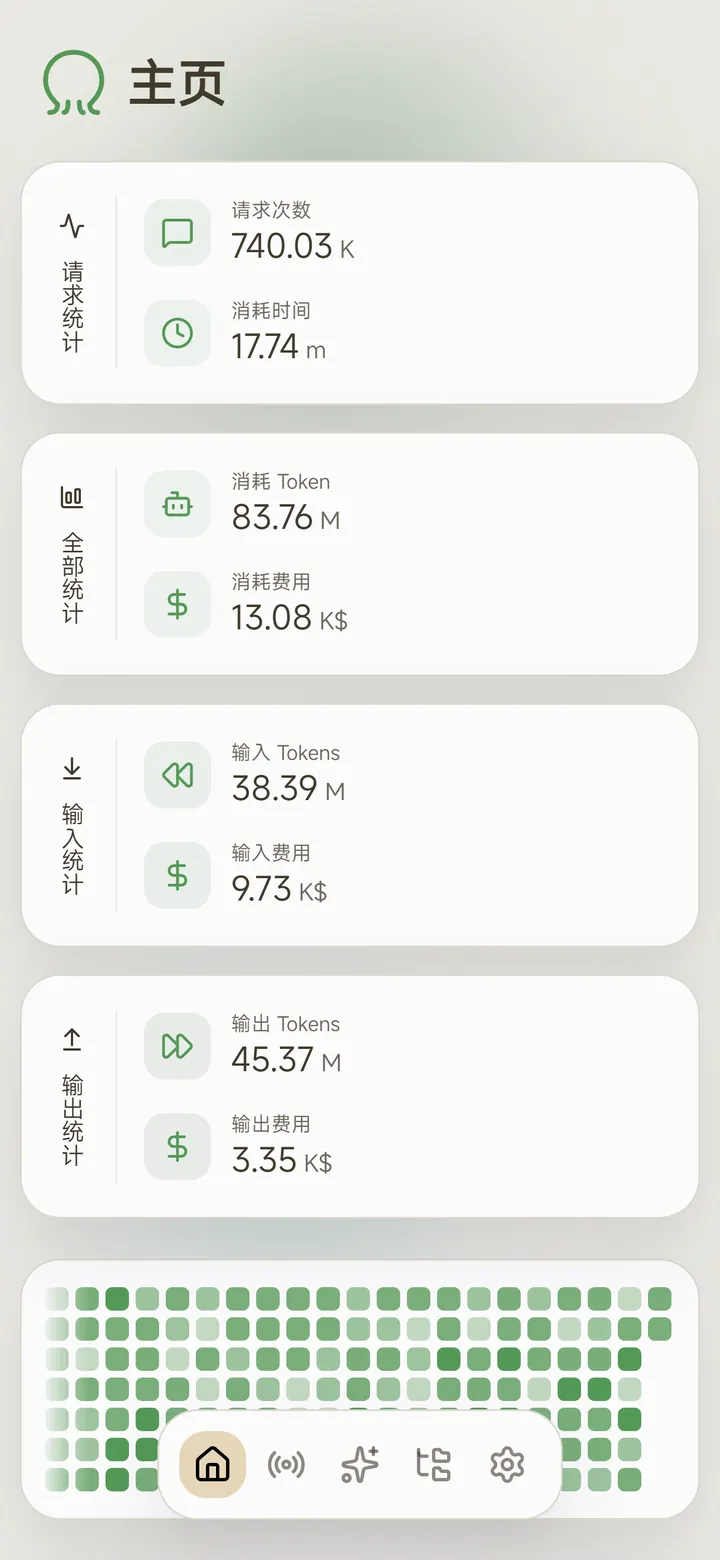 主页
请求统计
请求次数
740.03 K
消耗时间
17.74 m
全部统计
消耗 Token
83.76 M
消耗费用
13.08 K$
输入统计
输入 Tokens
38.39 M
输入费用
9.73 K$
输出统计
输出 Tokens
45.37 M
输出费用
3.35 K$